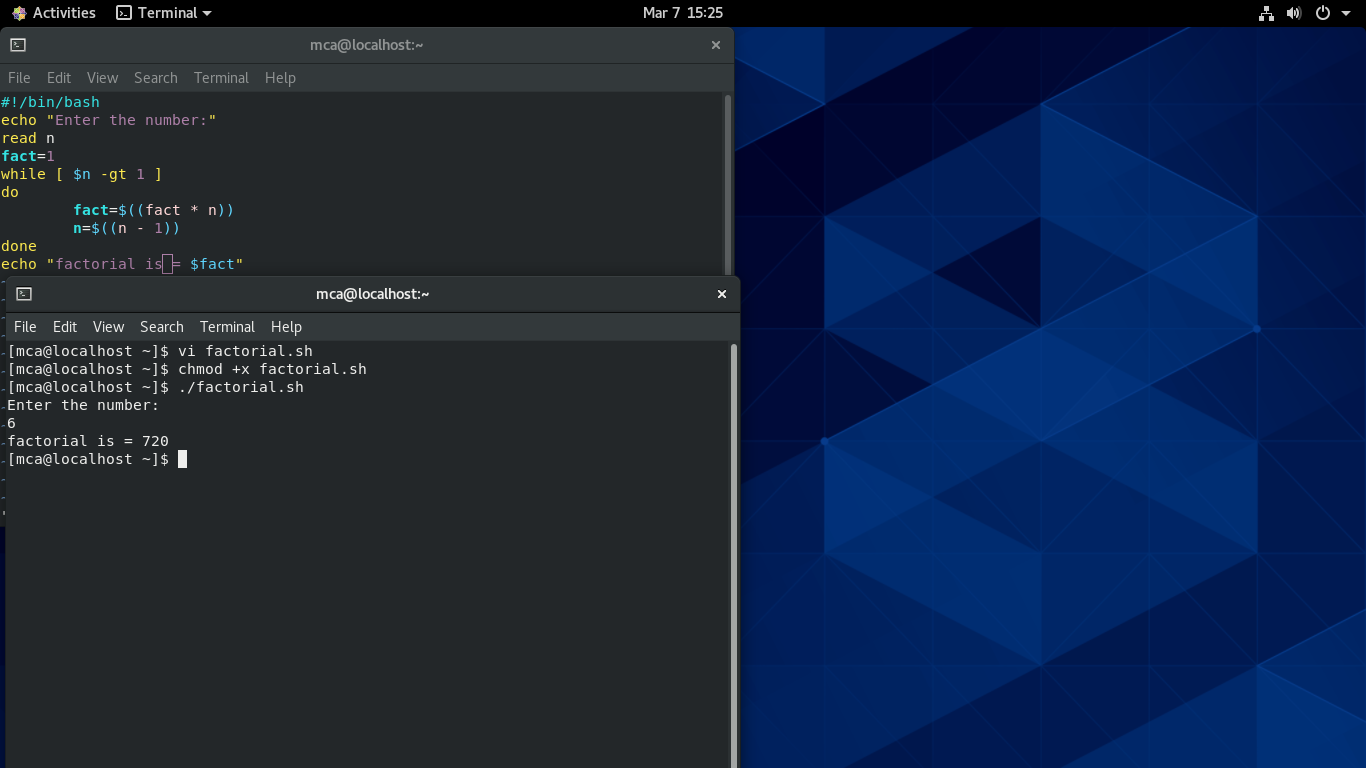 Activities Terminal Mar 7 15:25
mca@localhost:~
File Edit View Search Terminal Help
#!/bin/bash
echo "Enter the number:"
read n
fact=1
while [ $n -gt 1 ]
do
        fact=$((fact * n))
        n=$((n - 1))
done
echo "factorial is = $fact"
mca@localhost:~
File Edit View Search Terminal Help
[mca@localhost ~]$ vi factorial.sh
[mca@localhost ~]$ chmod +x factorial.sh
[mca@localhost ~]$ ./factorial.sh
Enter the number:
6
factorial is = 720
[mca@localhost ~]$